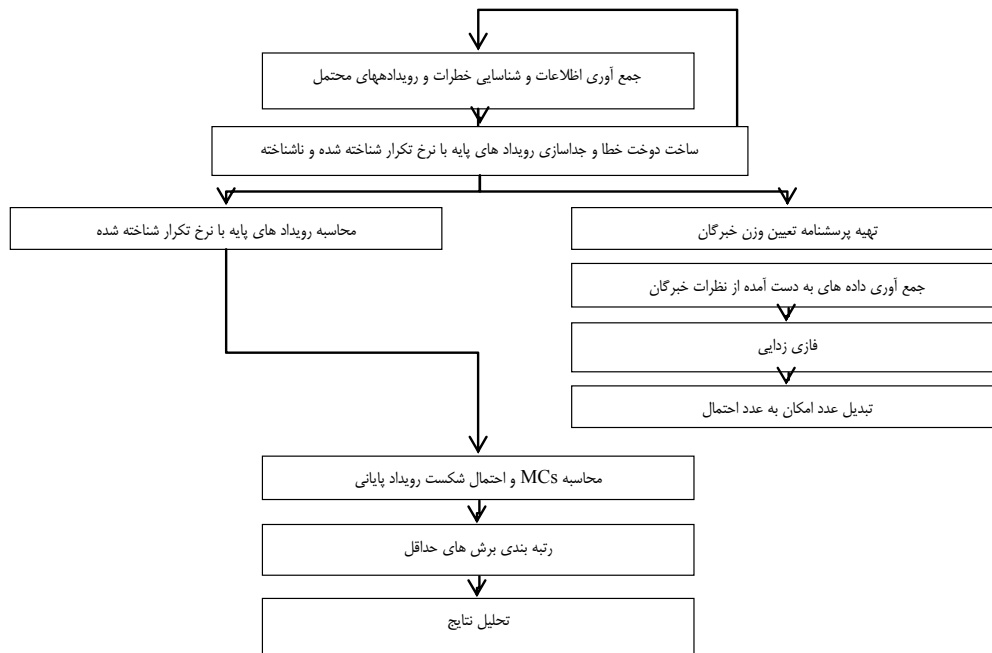 جمع آوری اظلاعات و شناسایی خطرات و رویدادههای محتمل
ساخت دوخت خطا و جداسازی رویداد های پایه با نرخ تکرار شناخته شده و ناشناخته
محاسبه رویداد های پایه با نرخ تکرار شناخته شده
تهیه پرسشنامه تعیین وزن خبرگان
جمع آوری داده های به دست آمده از نظرات خبرگان
فازی زدایی
تبدیل عدد امکان به عدد احتمال
محاسبه MCs و احتمال شکست رویداد پایانی
رتبه بندی برش های حداقل
تحلیل نتایج